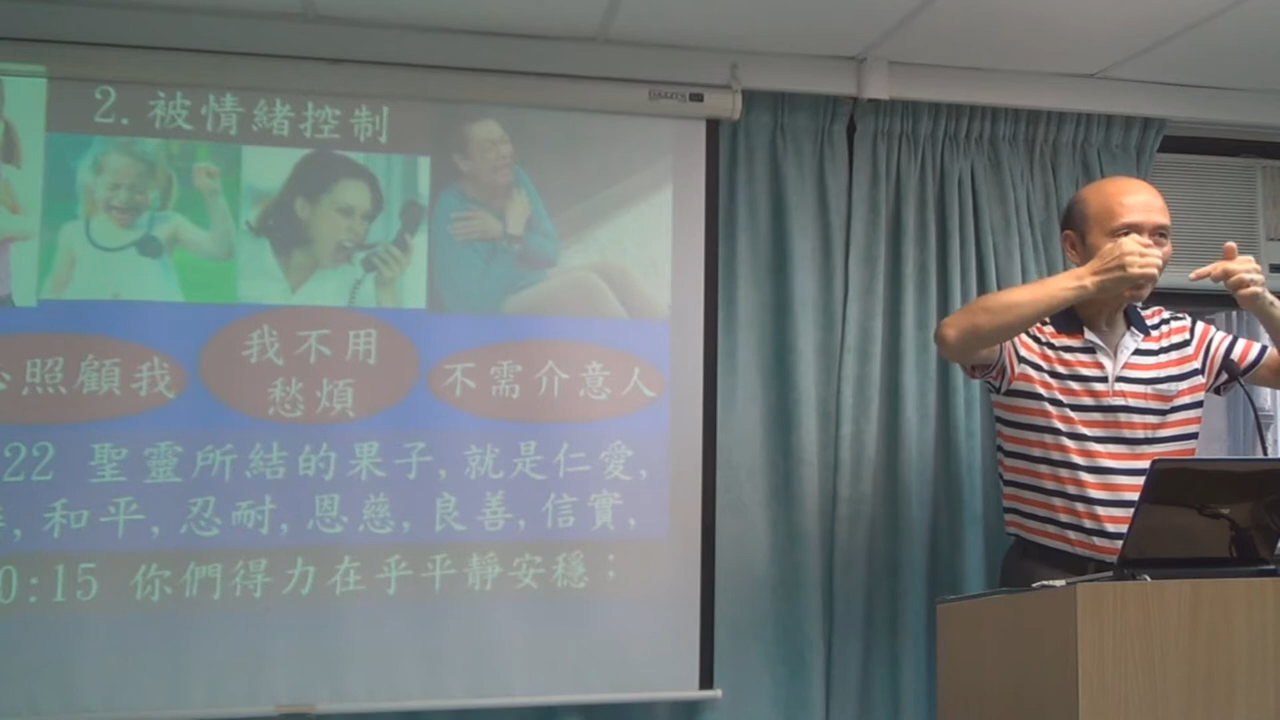 2. 被情緒控制
照顧我
我不用
愁煩
不需介意人
22 聖靈所結的果子, 就是仁愛,
, 和平, 忍耐, 恩慈, 良善, 信實,
0:15 你們得力在乎平靜安穩；